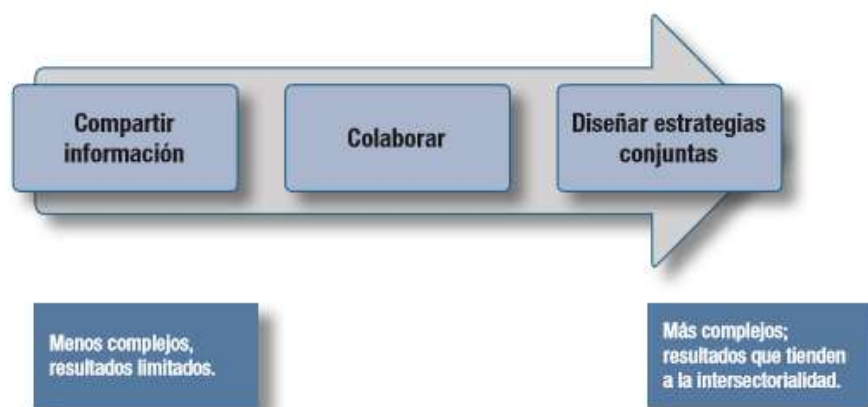 Compartir
información
Colaborar
Diseñar estrategias
conjuntas
Menos complejos,
resultados limitados.
Más complejos;
resultados que tienden
a la intersectorialidad.